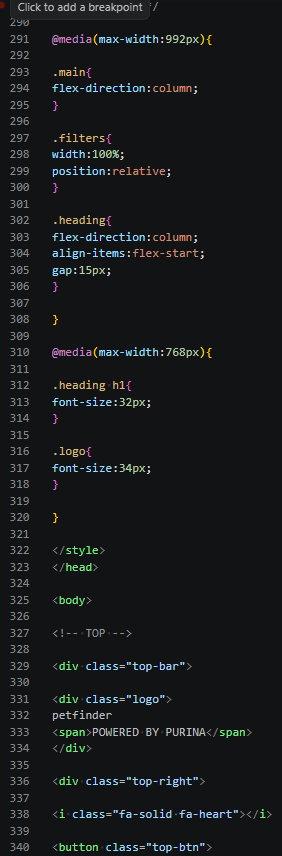 Click to add a breakpoint */
290
291 @media(max-width:992px){
292
293 .main{
294 flex-direction:column;
295 }
296
297 .filters{
298 width:100%;
299 position:relative;
300 }
301
302 .heading{
303 flex-direction:column;
304 align-items:flex-start;
305 gap:15px;
306 }
307
308 }
309
310 @media(max-width:768px){
311
312 .heading h1{
313 font-size:32px;
314 }
315
316 .logo{
317 font-size:34px;
318 }
319
320 }
321
322 </style>
323 </head>
324
325 <body>
326
327 <!-- TOP -->
328
329 <div class="top-bar">
330
331 <div class="logo">
332 petfinder
333 <span>POWERED BY PURINA</span>
334 </div>
335
336 <div class="top-right">
337
338 <i class="fa-solid fa-heart"></i>
339
340 <button class="top-btn">